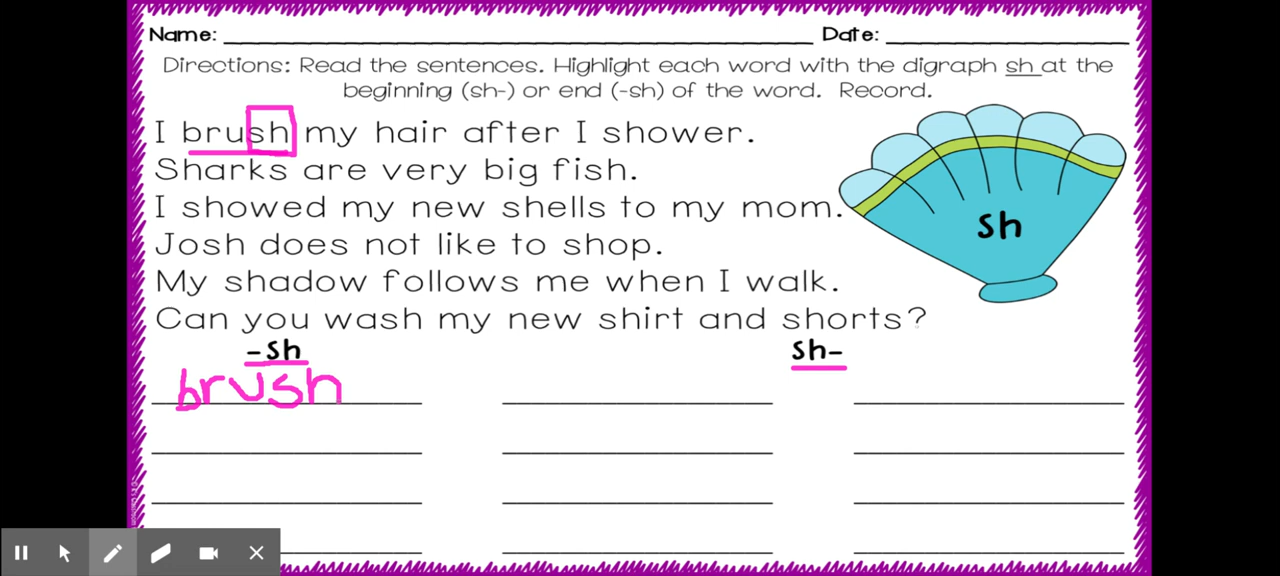 Name: Date:
Directions: Read the sentences. Highlight each word with the digraph sh at the
beginning (sh-) or end (-sh) of the word. Record.
I brush my hair after I shower.
Sharks are very big fish.
I showed my new shells to my mom.
Josh does not like to shop.
My shadow follows me when I walk.
Can you wash my new shirt and shorts?
sh
-sh sh-
brush